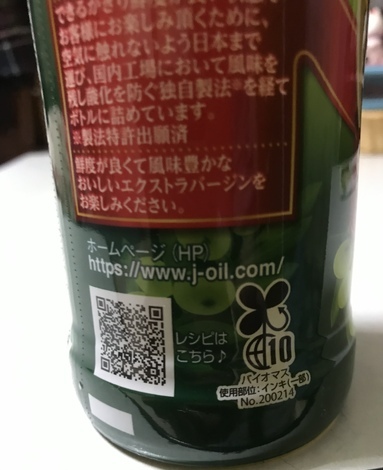 できるかぎり鮮度が
お客様にお楽しみ頂くために、
空気に触れないよう日本まで
運び、国内工場において風味を
残し酸化を防ぐ独自製法※を経て
ボトルに詰めています。
※製法特許出願済
鮮度が良くて風味豊かな
おいしいエクストラバージンを
お楽しみください。
ホームページ(HP)
https://www.j-oil.com/
レシピは
こちら♪
10
バイオマス
使用部位:インキ(一部)
No.200214